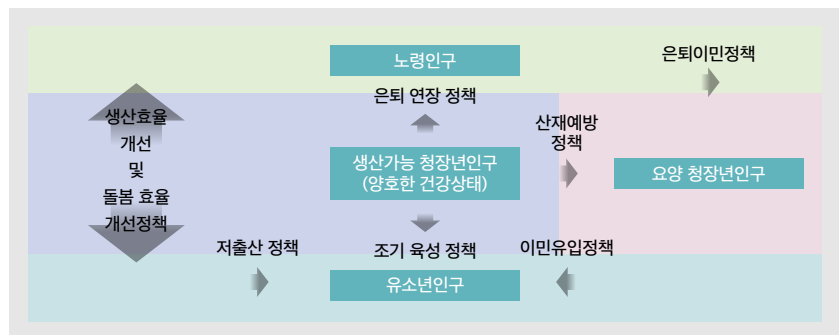 노령인구
은퇴이민정책
은퇴 연장 정책
생산효율
개선
및
돌봄 효율
개선정책
산재예방
정책
생산가능 청장년인구
(양호한 건강상태)
요양 청장년인구
저출산 정책
조기 육성 정책
이민유입정책
유소년인구